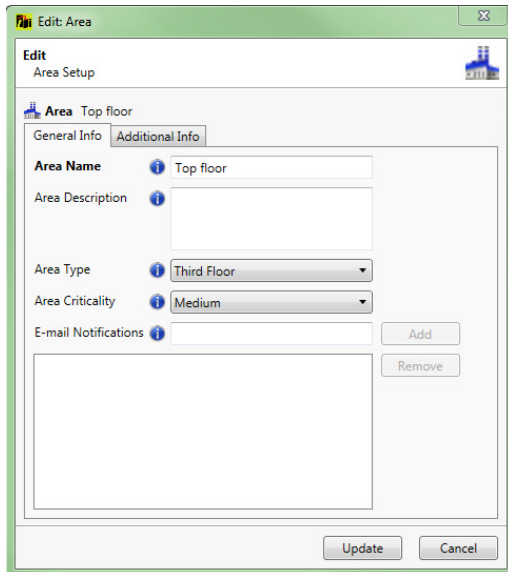 Edit: Area
Edit
Area Setup
Area Top floor
General Info Additional Info
Area Name Top floor
Area Description
Area Type Third Floor
Area Criticality Medium
E-mail Notifications Add
Remove
Update Cancel